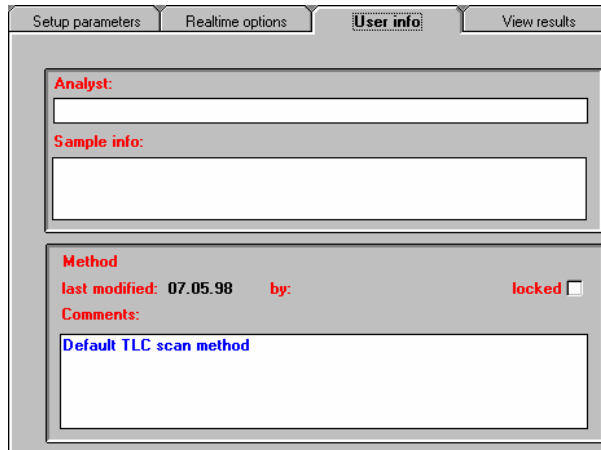 Setup parameters Realtime options User info View results
Analyst:
Sample info:
Method
last modified: 07.05.98 by: locked
Comments:
Default TLC scan method